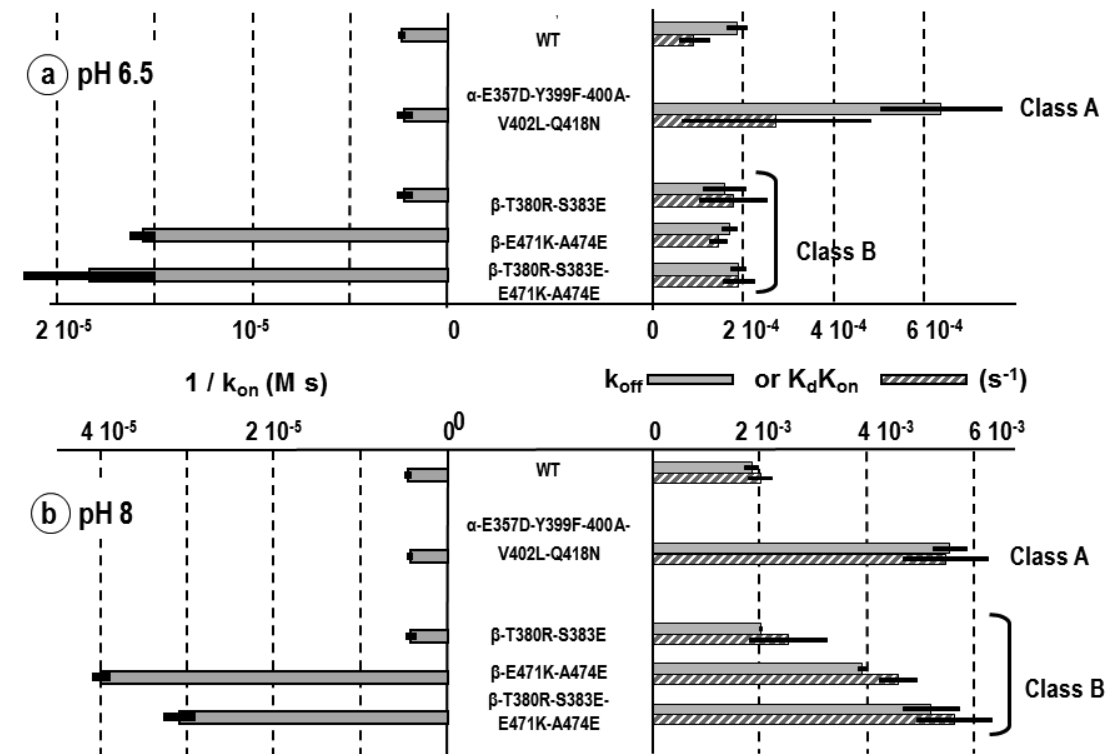 WT
ⓐ pH 6.5
α-E357D-Y399F-400A-
V402L-Q418N
Class A
β-T380R-S383E
β-E471K-A474E
Class B
β-T380R-S383E-
E471K-A474E
2 10-5 10-5 0 0 2 10-4 4 10-4 6 10-4
1 / kon (M s) koff or KdKon (s-1)
4 10-5 2 10-5 0 0 0 2 10-3 4 10-3 6 10-3
WT
ⓑ pH 8
α-E357D-Y399F-400A-
V402L-Q418N
Class A
β-T380R-S383E
β-E471K-A474E
Class B
β-T380R-S383E-
E471K-A474E